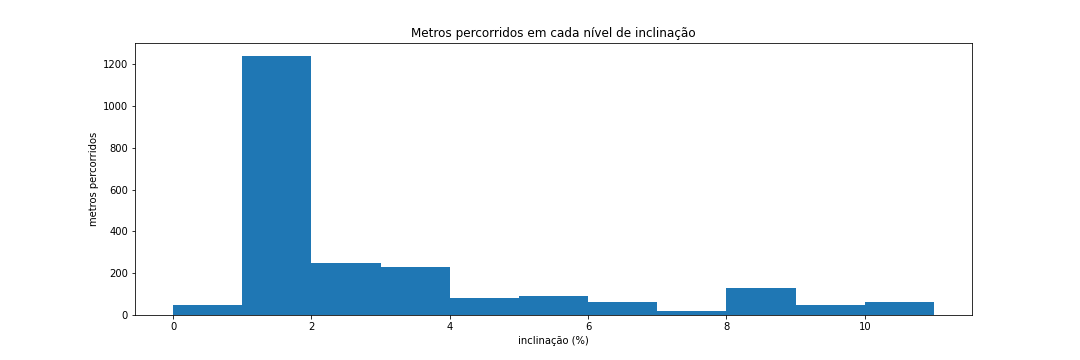 Metros percorridos em cada nível de inclinação
1200
1000
800
600
400
200
0
metros percorridos
0 2 4 6 8 10
inclinação (%)